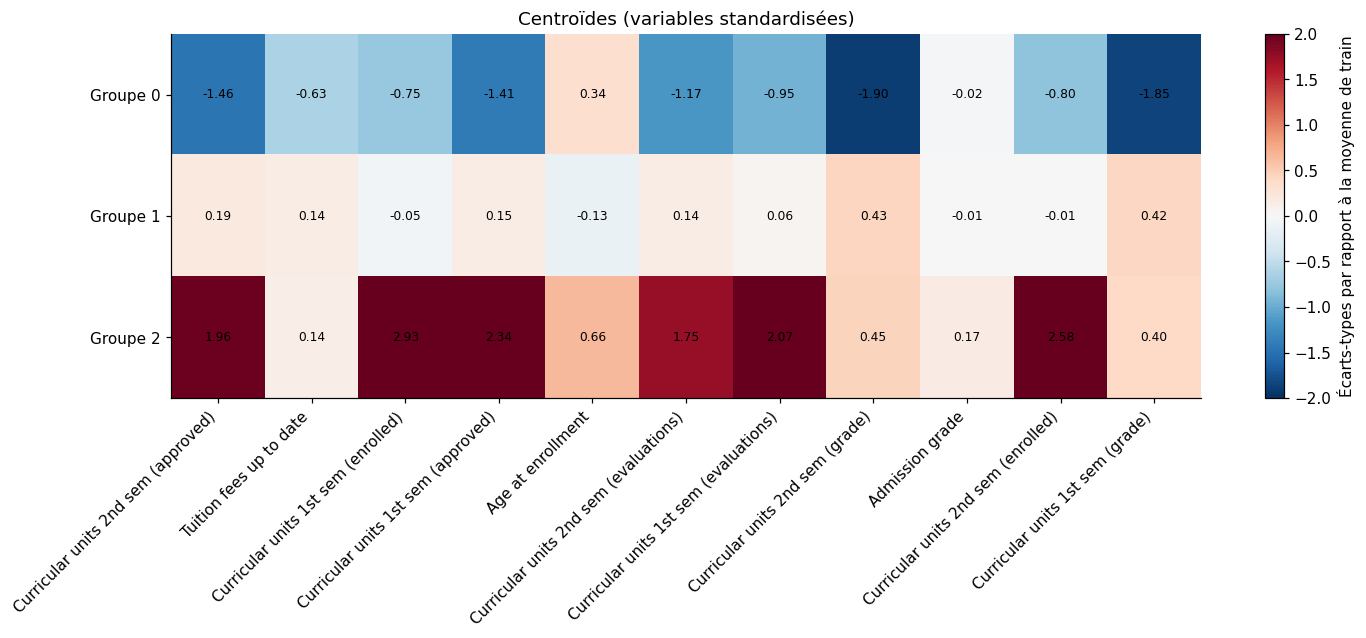 Centroïdes (variables standardisées)
Groupe 0
-1.46 -0.63 -0.75 -1.41 0.34 -1.17 -0.95 -1.90 -0.02 -0.80 -1.85
Groupe 1
0.19 0.14 -0.05 0.15 -0.13 0.14 0.06 0.43 -0.01 -0.01 0.42
Groupe 2
1.96 0.14 2.93 2.34 0.66 1.75 2.07 0.45 0.17 2.58 0.40
Curricular units 2nd sem (approved)
Tuition fees up to date
Curricular units 1st sem (enrolled)
Curricular units 1st sem (approved)
Age at enrollment
Curricular units 2nd sem (evaluations)
Curricular units 1st sem (evaluations)
Curricular units 2nd sem (grade)
Admission grade
Curricular units 2nd sem (enrolled)
Curricular units 1st sem (grade)
2.0
1.5
1.0
0.5
0.0
−0.5
−1.0
−1.5
−2.0
Écarts-types par rapport à la moyenne de train